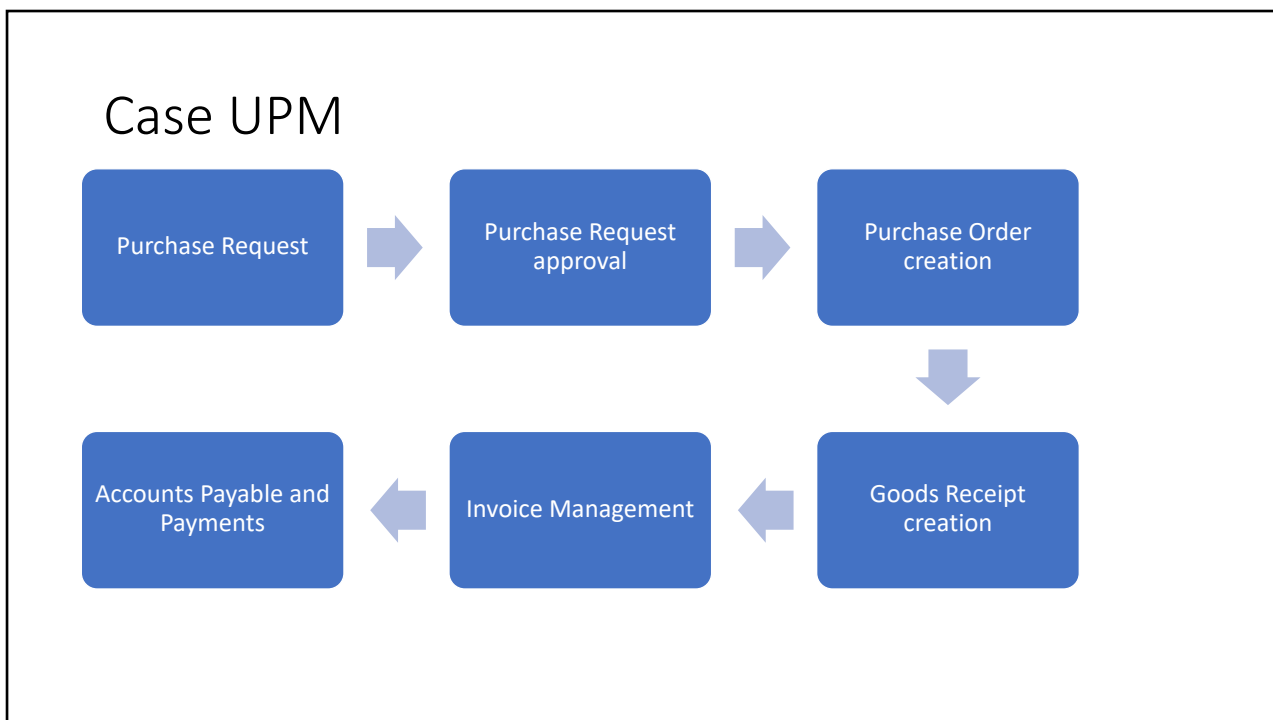 Case UPM
Purchase Request
Purchase Request
approval
Purchase Order
creation
Goods Receipt
creation
Invoice Management
Accounts Payable and
Payments